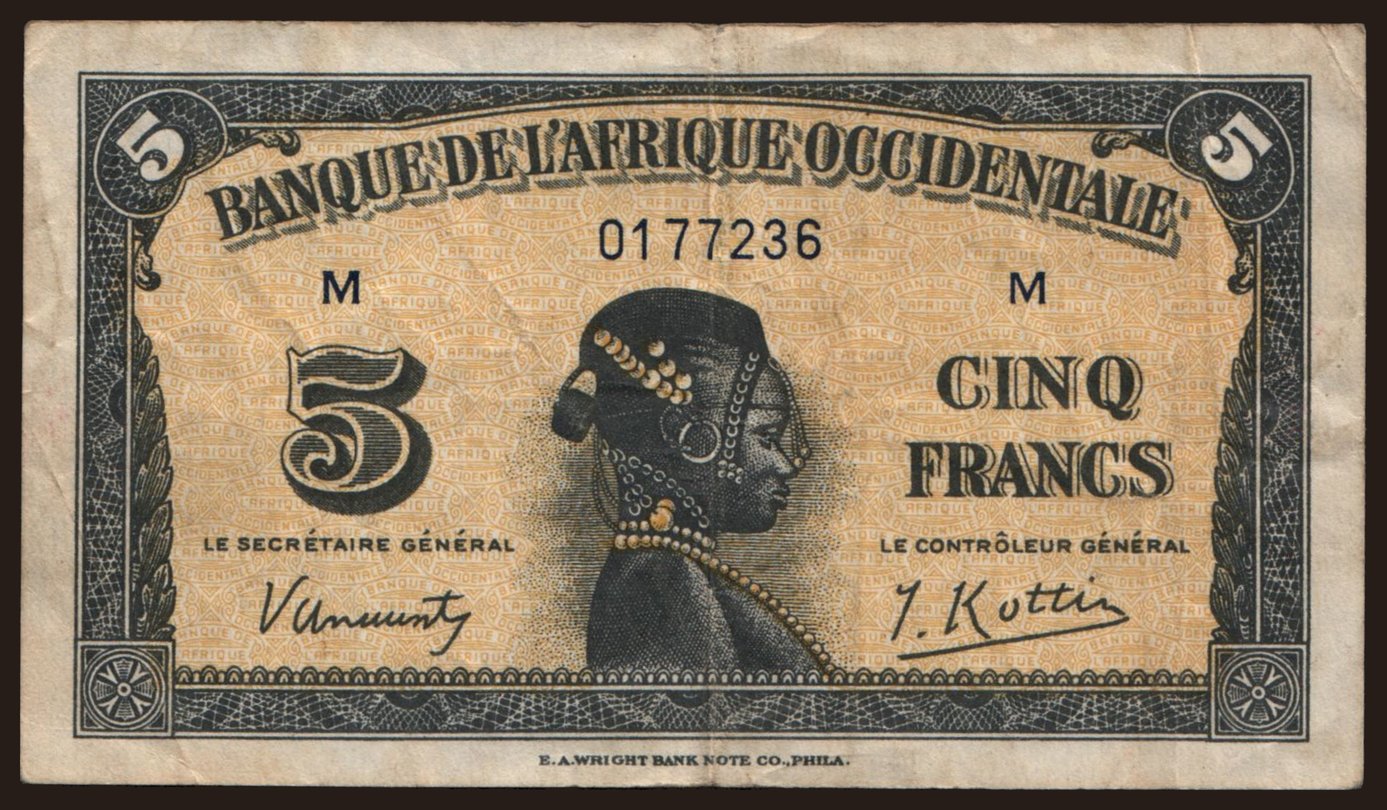 5
5
BANQUE DE L'AFRIQUE OCCIDENTALE
0177236
M
M
5
CINQ
FRANCS
LE SECRÉTAIRE GÉNÉRAL
LE CONTRÔLEUR GÉNÉRAL
E. A. WRIGHT BANK NOTE CO., PHILA.